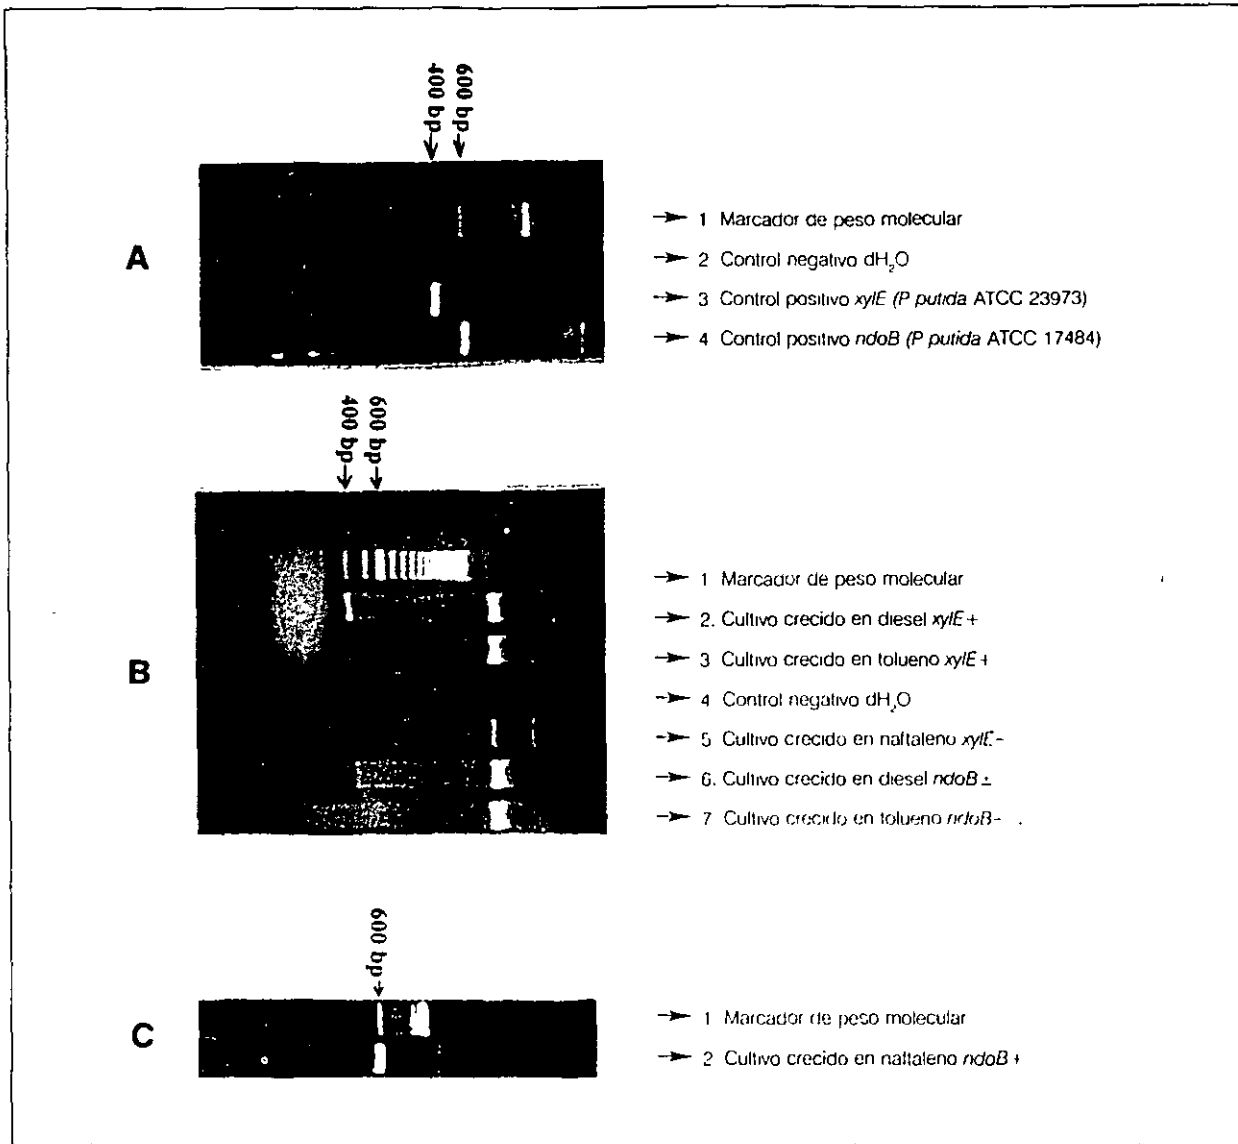 400 bp
600 bp
A
1 Marcador de peso molecular
2 Control negativo dH₂O
3 Control positivo xylE (P putida ATCC 23973)
4 Control positivo ndoB (P putida ATCC 17484)
400 bp
600 bp
B
1 Marcador de peso molecular
2. Cultivo crecido en diesel xylE +
3 Cultivo crecido en tolueno xylE +
4 Control negativo dH₂O
5 Cultivo crecido en naftaleno xylE -
6. Cultivo crecido en diesel ndoB ±
7 Cultivo crecido en tolueno ndoB -
600 bp
C
1 Marcador de peso molecular
2 Cultivo crecido en naftaleno ndoB +